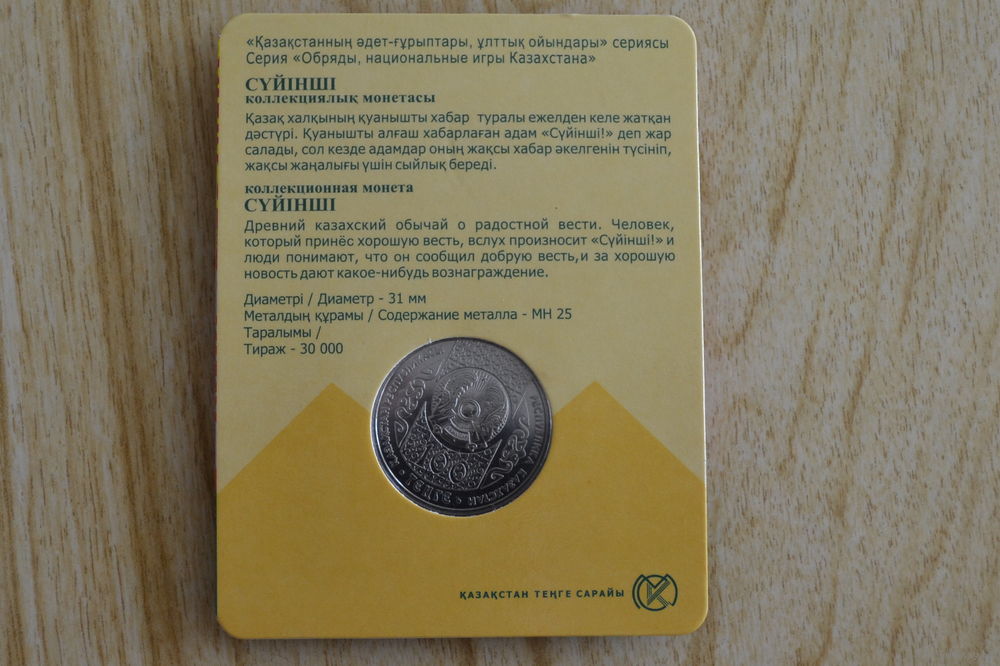 «Қазақстанның әдет-ғұрыптары, ұлттық ойындары» сериясы
Серия «Обряды, национальные игры Казахстана»
СҮЙІНШІ
коллекциялық монетасы
Қазақ халқының қуанышты хабар туралы ежелден келе жатқан
дәстүрі. Қуанышты алғаш хабарлаған адам «Сүйінші!» деп жар
салады, сол кезде адамдар оның жақсы хабар әкелгенін түсініп,
жақсы жаңалығы үшін сыйлық береді.
коллекционная монета
СҮЙІНШІ
Древний казахский обычай о радостной вести. Человек,
который принёс хорошую весть, вслух произносит «Сүйінші!» и
люди понимают, что он сообщил добрую весть,и за хорошую
новость дают какое-нибудь вознаграждение.
Диаметрі / Диаметр - 31 мм
Металдың құрамы / Содержание металла - МН 25
Таралымы /
Тираж - 30 000
ҚАЗАҚСТАН ТЕҢГЕ САРАЙЫ